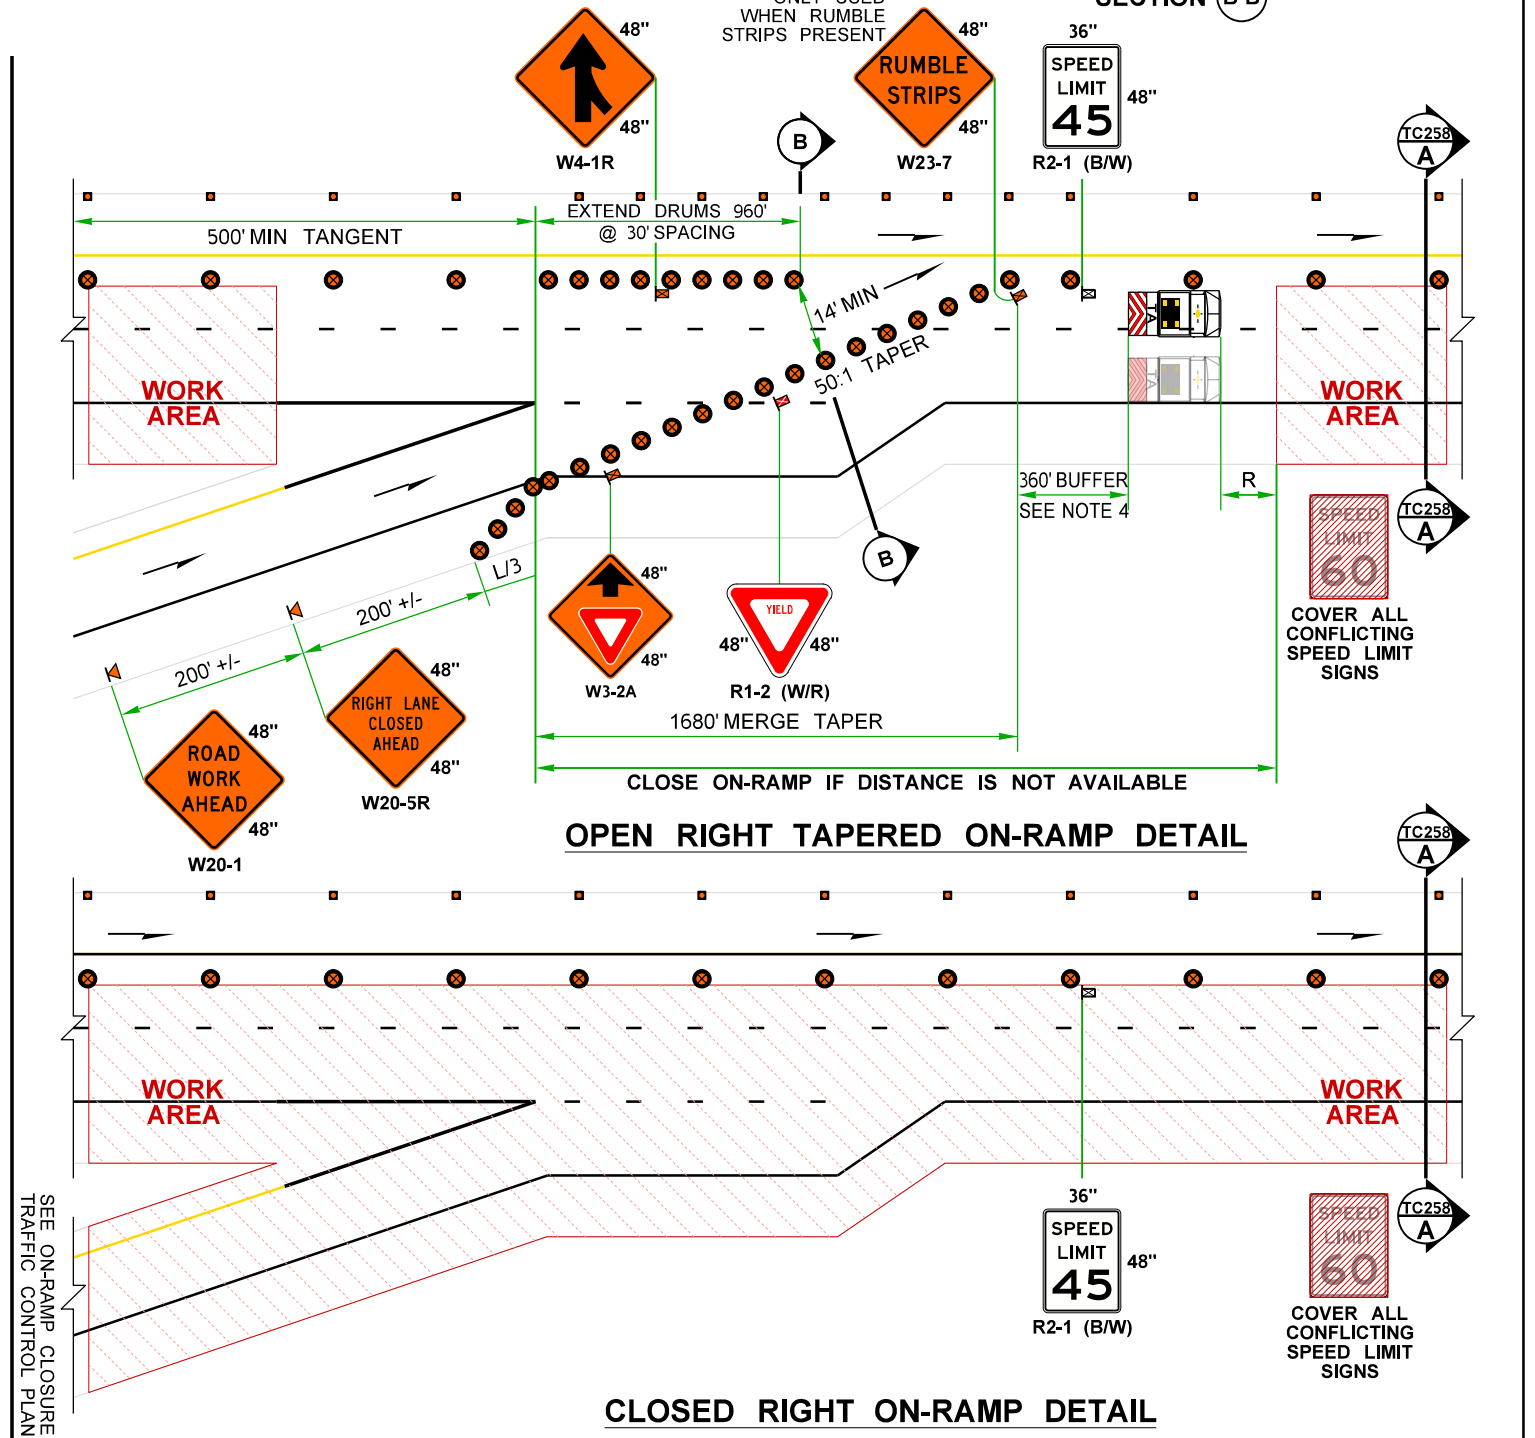 ONLY USED
WHEN RUMBLE
STRIPS PRESENT
SECTION B-B
48"
48"
W4-1R
RUMBLE
STRIPS
48"
48"
W23-7
36"
SPEED
LIMIT
45
48"
R2-1 (B/W)
B
TC258
A
500' MIN TANGENT
EXTEND DRUMS 960'
@ 30' SPACING
14' MIN
50:1 TAPER
WORK
AREA
WORK
AREA
360' BUFFER
SEE NOTE 4
R
SPEED
LIMIT
60
TC258
A
COVER ALL
CONFLICTING
SPEED LIMIT
SIGNS
B
L/3
200' +/-
200' +/-
48"
48"
W3-2A
YIELD
48"
48"
R1-2 (W/R)
RIGHT LANE
CLOSED
AHEAD
48"
48"
W20-5R
ROAD
WORK
AHEAD
48"
48"
W20-1
1680' MERGE TAPER
CLOSE ON-RAMP IF DISTANCE IS NOT AVAILABLE
OPEN RIGHT TAPERED ON-RAMP DETAIL
TC258
A
WORK
AREA
WORK
AREA
36"
SPEED
LIMIT
45
48"
R2-1 (B/W)
SPEED
LIMIT
60
TC258
A
COVER ALL
CONFLICTING
SPEED LIMIT
SIGNS
SEE ON-RAMP CLOSURE
TRAFFIC CONTROL PLAN
CLOSED RIGHT ON-RAMP DETAIL